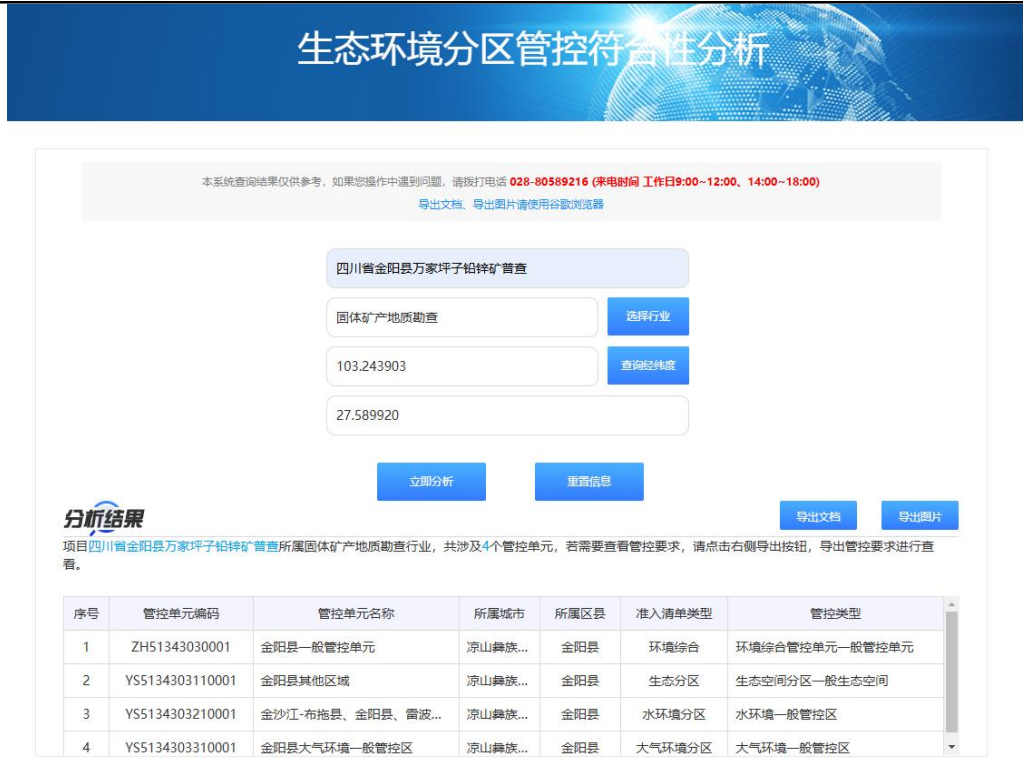 生态环境分区管控符合性分析
本系统查询结果仅供参考，如果您操作中遇到问题，请拨打电话 028-80589216 (来电时间 工作日9:00~12:00、14:00~18:00)
导出文档、导出图片请使用谷歌浏览器
四川省金阳县万家坪子铅锌矿普查
固体矿产地质勘查 选择行业
103.243903 查询经纬度
27.589920
立即分析 重置信息
分析结果 导出文档 导出图片
项目四川省金阳县万家坪子铅锌矿普查所属固体矿产地质勘查行业，共涉及4个管控单元，若需要查看管控要求，请点击右侧导出按钮，导出管控要求进行查
看。
序号 管控单元编码 管控单元名称 所属城市 所属区县 准入清单类型 管控类型
1 ZH51343030001 金阳县一般管控单元 凉山彝族... 金阳县 环境综合 环境综合管控单元一般管控单元
2 YS5134303110001 金阳县其他区域 凉山彝族... 金阳县 生态分区 生态空间分区一般生态空间
3 YS5134303210001 金沙江-布拖县、金阳县、雷波... 凉山彝族... 金阳县 水环境分区 水环境一般管控区
4 YS5134303310001 金阳县大气环境一般管控区 凉山彝族... 金阳县 大气环境分区 大气环境一般管控区